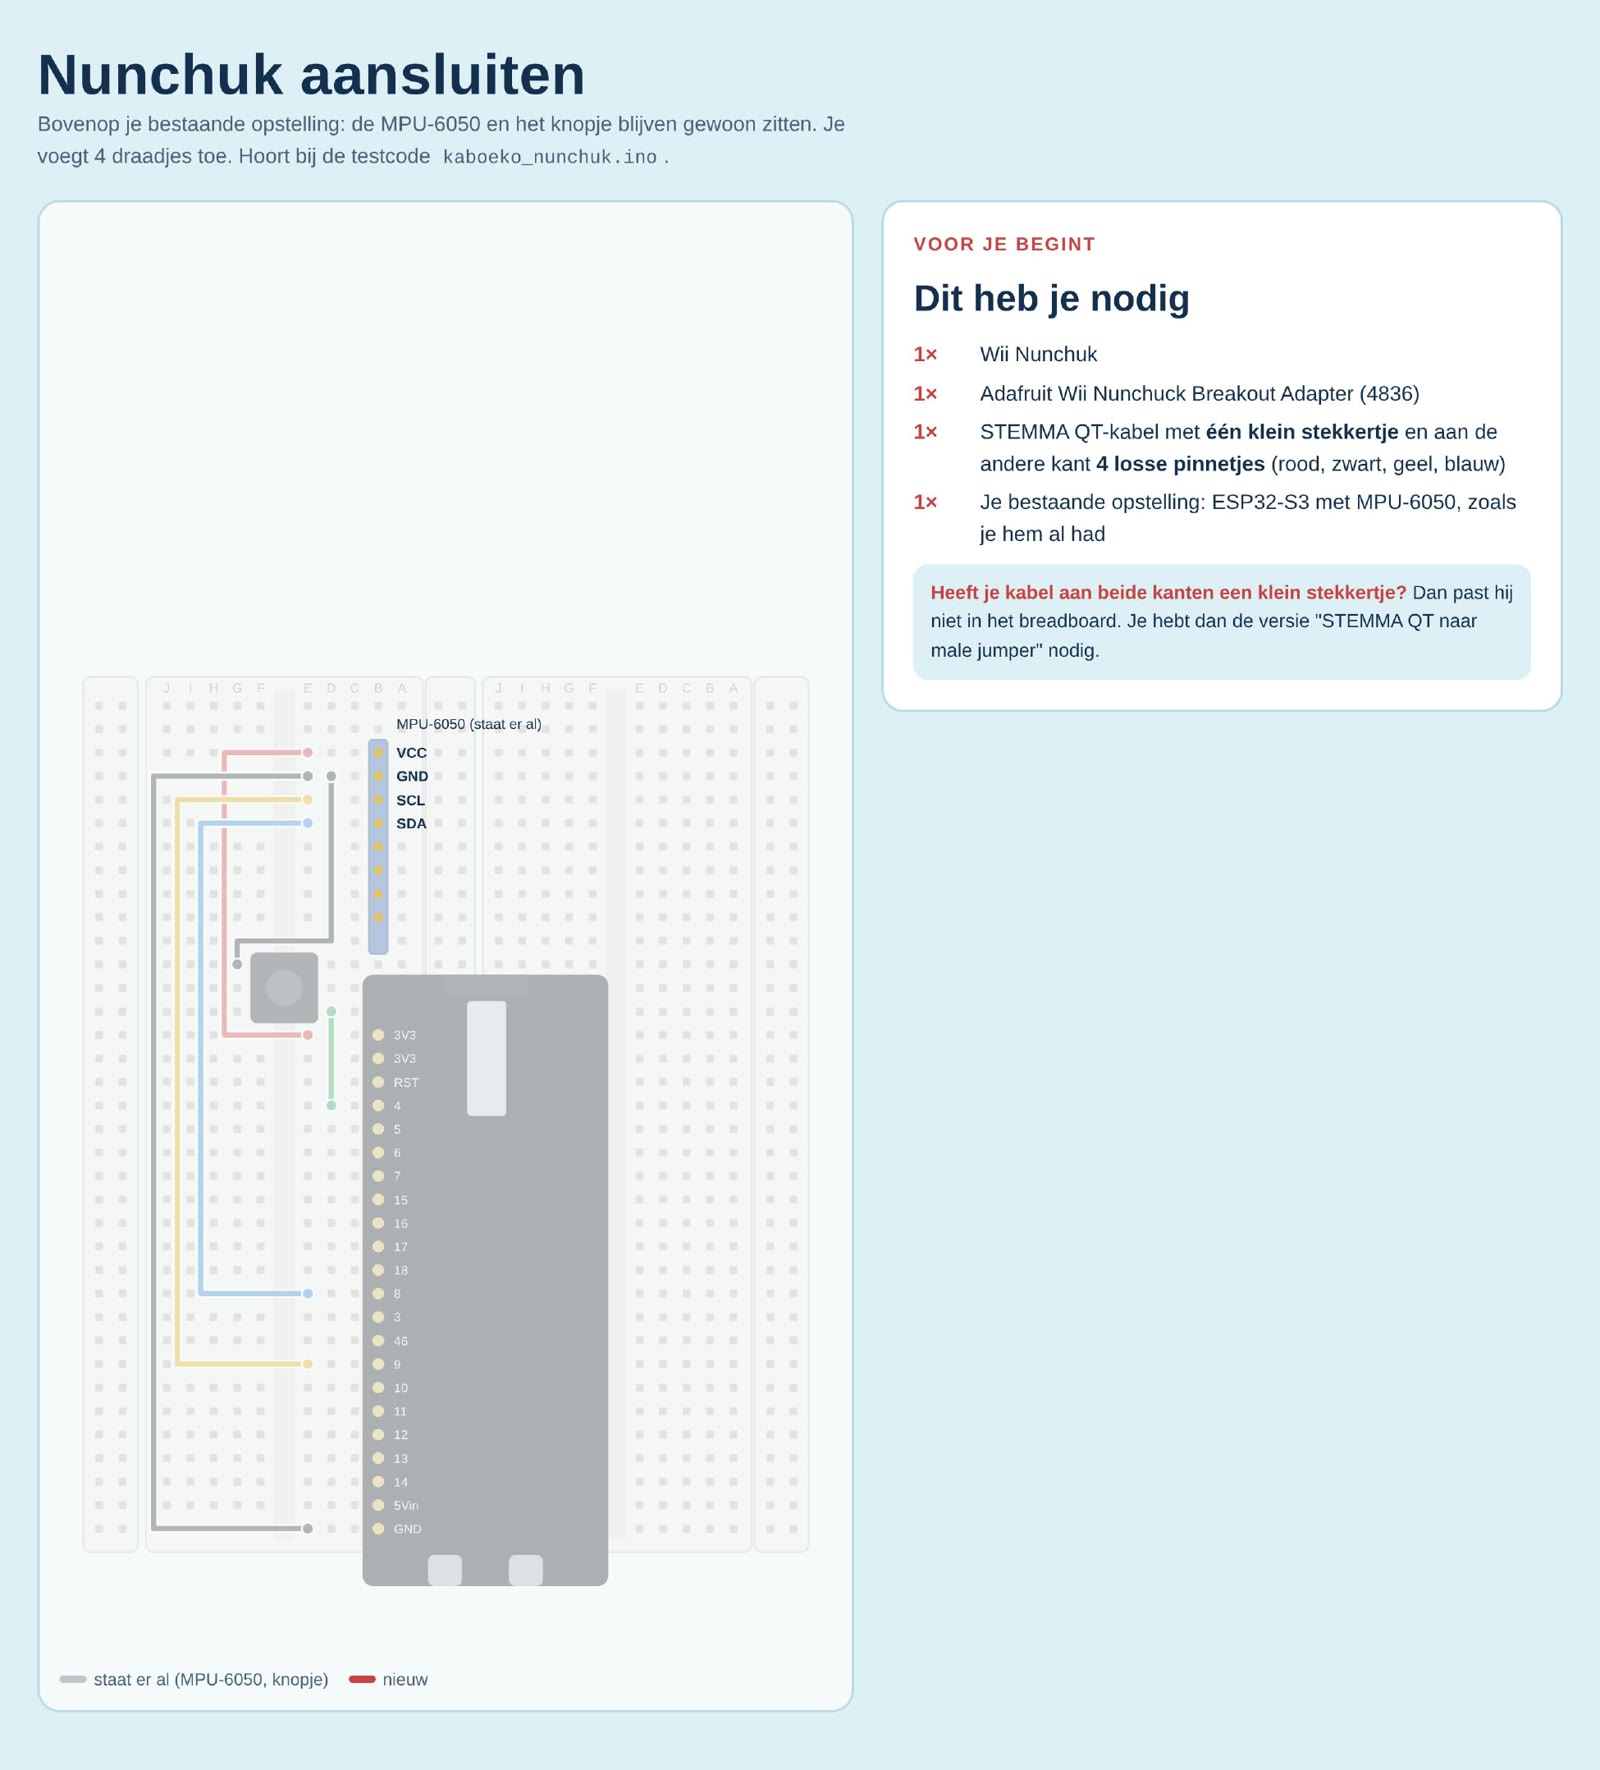 Nunchuk aansluiten
Bovenop je bestaande opstelling: de MPU-6050 en het knopje blijven gewoon zitten. Je
voegt 4 draadjes toe. Hoort bij de testcode kaboeko_nunchuk.ino .
VOOR JE BEGINT
Dit heb je nodig
1× Wii Nunchuk
1× Adafruit Wii Nunchuck Breakout Adapter (4836)
1× STEMMA QT-kabel met één klein stekkertje en aan de
andere kant 4 losse pinnetjes (rood, zwart, geel, blauw)
1× Je bestaande opstelling: ESP32-S3 met MPU-6050, zoals
je hem al had
Heeft je kabel aan beide kanten een klein stekkertje? Dan past hij
niet in het breadboard. Je hebt dan de versie "STEMMA QT naar
male jumper" nodig.
J I H G F E D C B A J I H G F E D C B A
MPU-6050 (staat er al)
VCC
GND
SCL
SDA
3V3
3V3
RST
4
5
6
7
15
16
17
18
8
3
46
9
10
11
12
13
14
5Vin
GND
staat er al (MPU-6050, knopje) nieuw